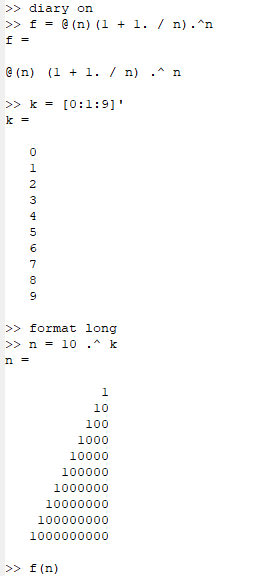 >> diary on
>> f = @(n)(1 + 1. / n).^n
f =
@(n) (1 + 1. / n) .^ n
>> k = [0:1:9]'
k =
0
1
2
3
4
5
6
7
8
9
>> format long
>> n = 10 .^ k
n =
1
10
100
1000
10000
100000
1000000
10000000
100000000
1000000000
>> f(n)